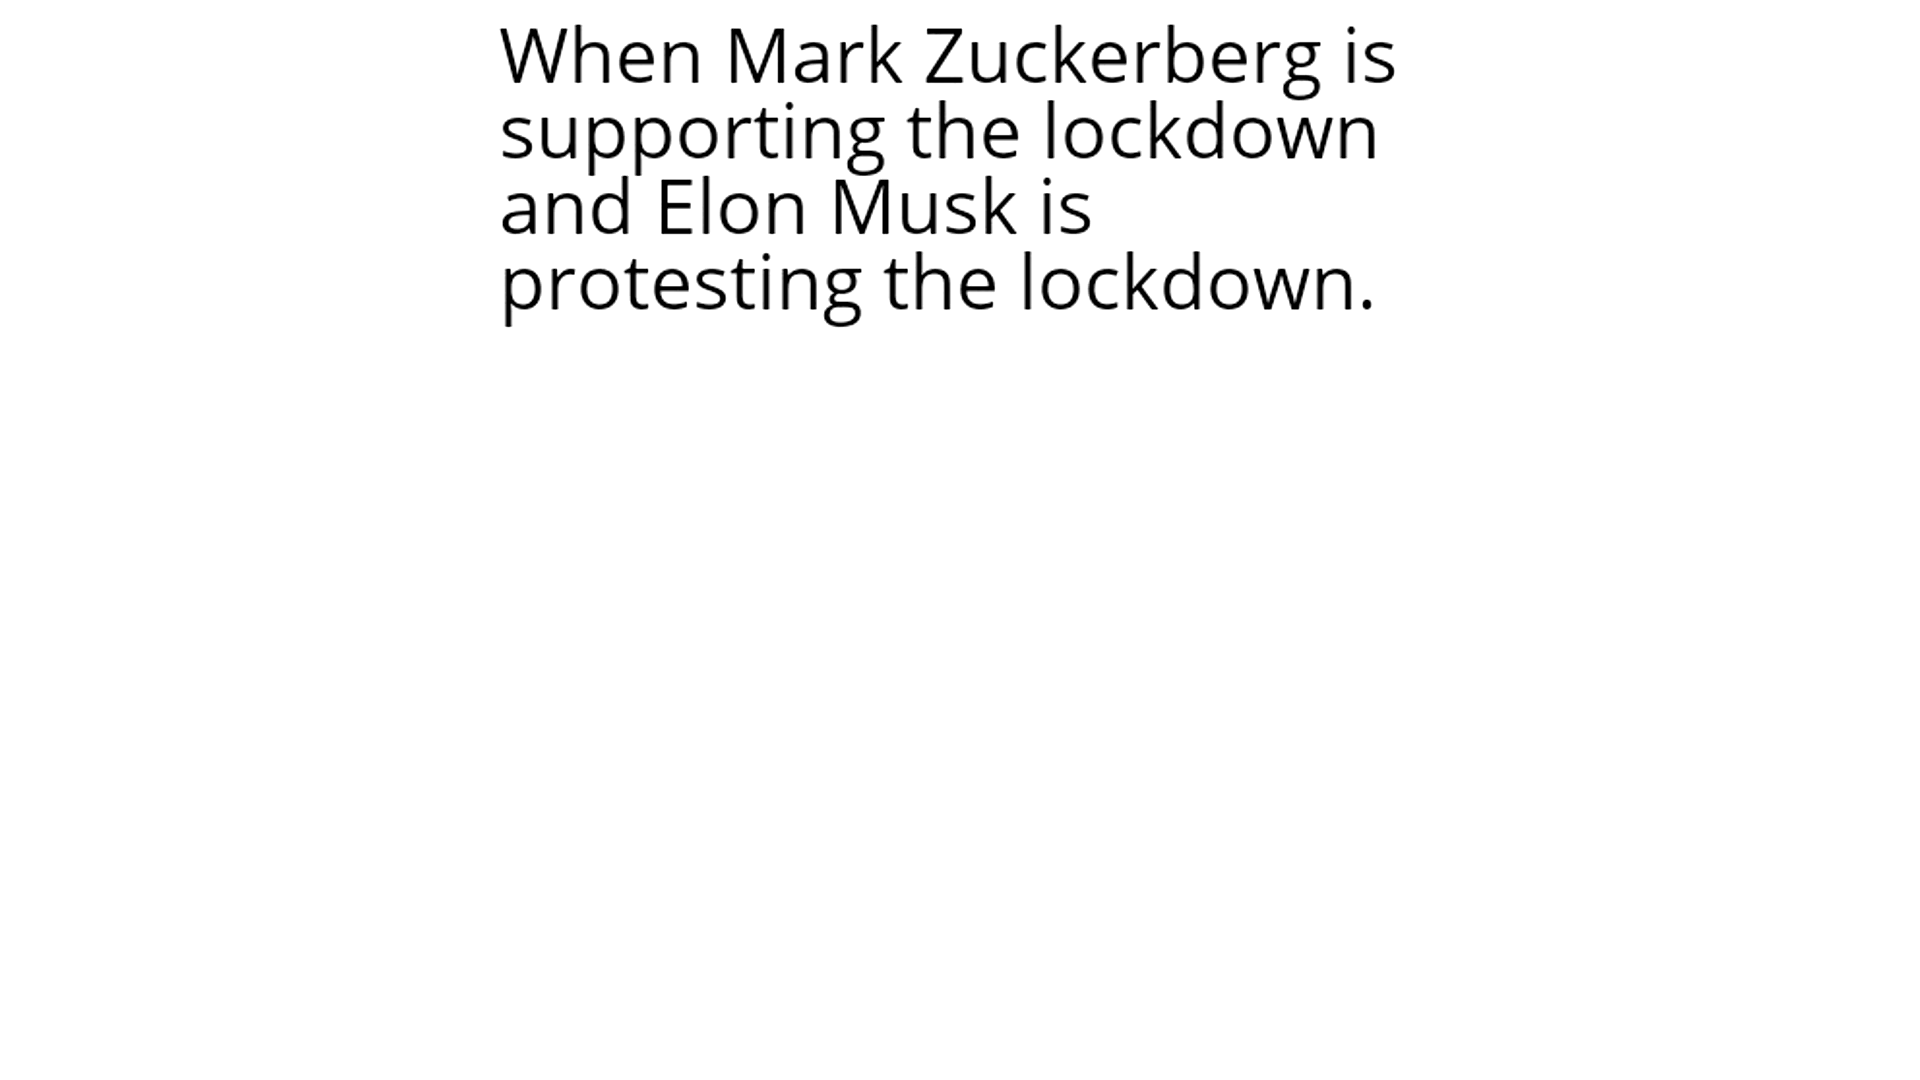 When Mark Zuckerberg is
supporting the lockdown
and Elon Musk is
protesting the lockdown.